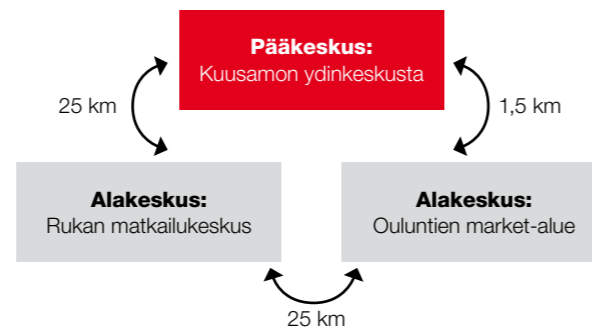 Pääkeskus:
Kuusamon ydinkeskusta
25 km
1,5 km
Alakeskus:
Rukan matkailukeskus
Alakeskus:
Ouluntien market-alue
25 km